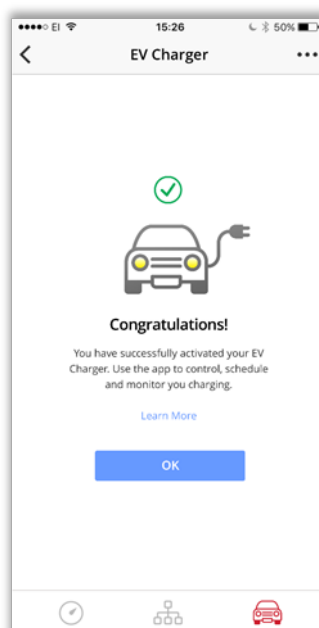 ●●●●○ El 15:26 50%
EV Charger
Congratulations!
You have successfully activated your EV
Charger. Use the app to control, schedule
and monitor you charging.
Learn More
OK